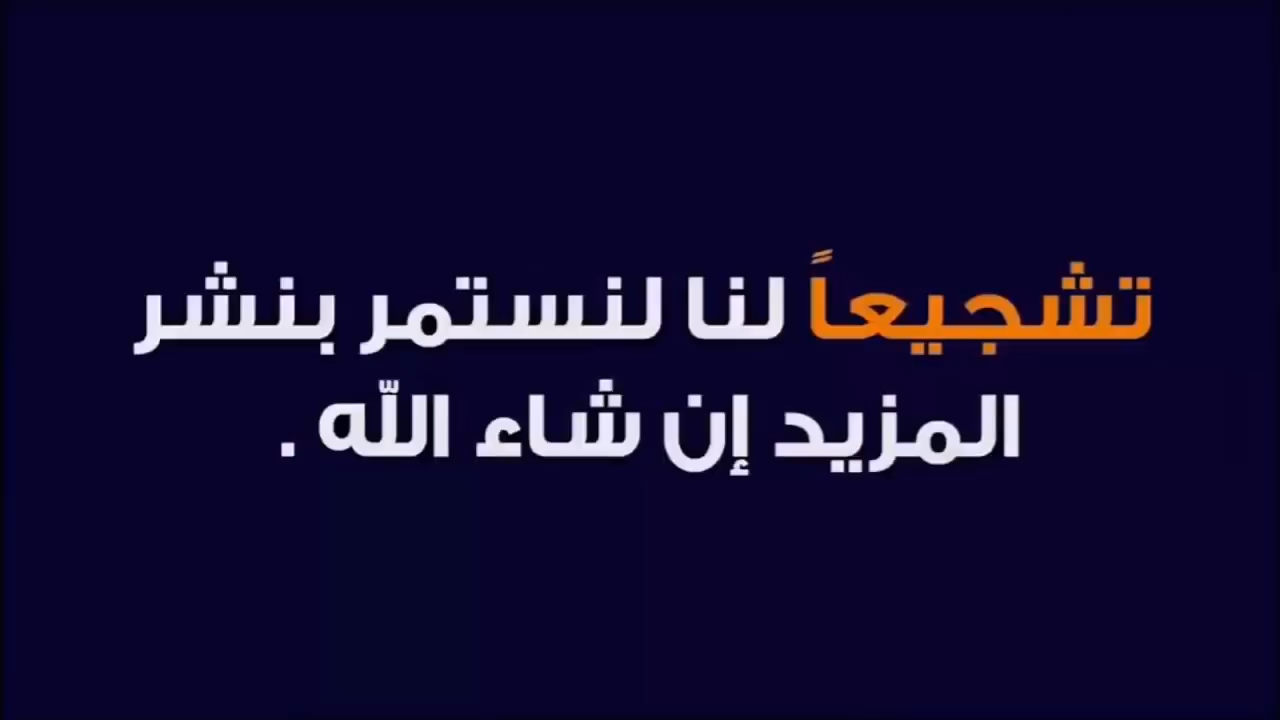 تشجيعاً لنا لنستمر بنشر
المزيد إن شاء الله .